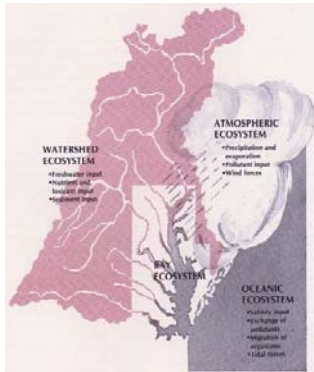 WATERSHED
ECOSYSTEM
•Freshwater input
•Nutrient and
toxicant input
•Sediment input
ATMOSPHERIC
ECOSYSTEM
•Precipitation and
evaporation
•Pollutant input
•Wind forces
BAY
ECOSYSTEM
OCEANIC
ECOSYSTEM
•Salinity input
•Exchange of
pollutants
•Migration of
organisms
•Tidal forces